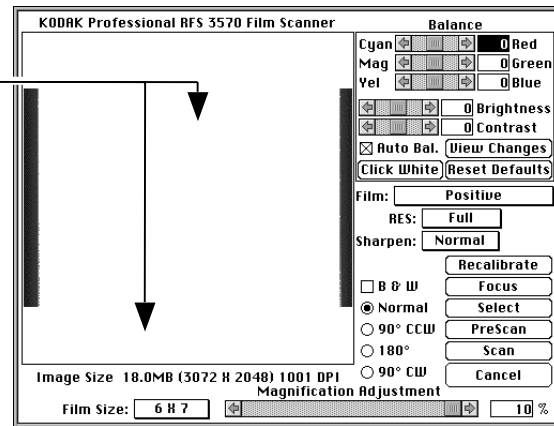 KODAK Professional RFS 3570 Film Scanner
Balance
Cyan 0 Red
Mag 0 Green
Yel 0 Blue
0 Brightness
0 Contrast
Auto Bal. View Changes
Click White Reset Defaults
Film: Positive
RES: Full
Sharpen: Normal
Recalibrate
B & W Focus
Normal Select
90° CCW PreScan
180° Scan
90° CW Cancel
Image Size 18.0MB (3072 X 2048) 1001 DPI
Magnification Adjustment
Film Size: 6 X 7 10 %